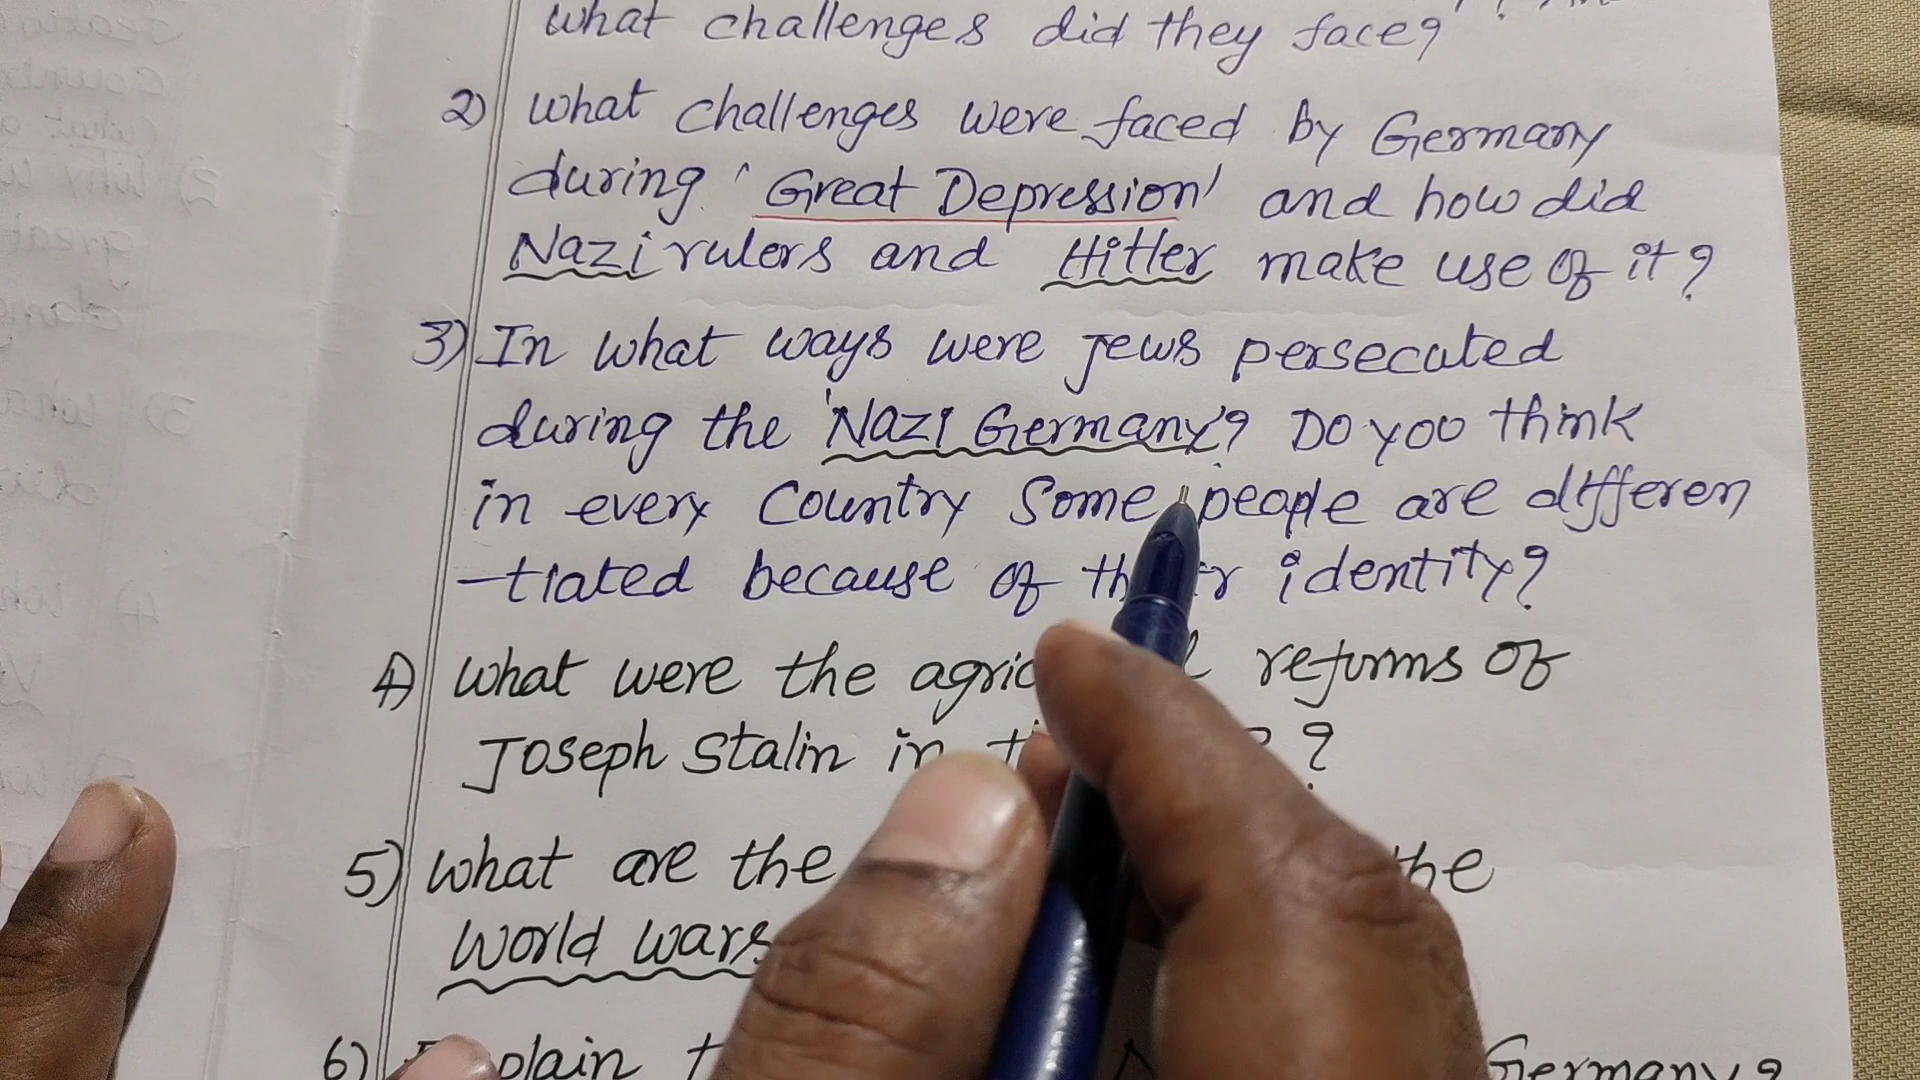 what challenges did they face?
2) What challenges were faced by Germany
during 'Great Depression' and how did
Nazi rulers and Hitler make use of it?
3) In what ways were Jews persecuted
during the 'Nazi Germany'? Do you think
in every Country Some people are differen
-tiated because of their identity?
4) What were the reforms of
Joseph Stalin in ?
5) What are the the
World wars
6) Germany?